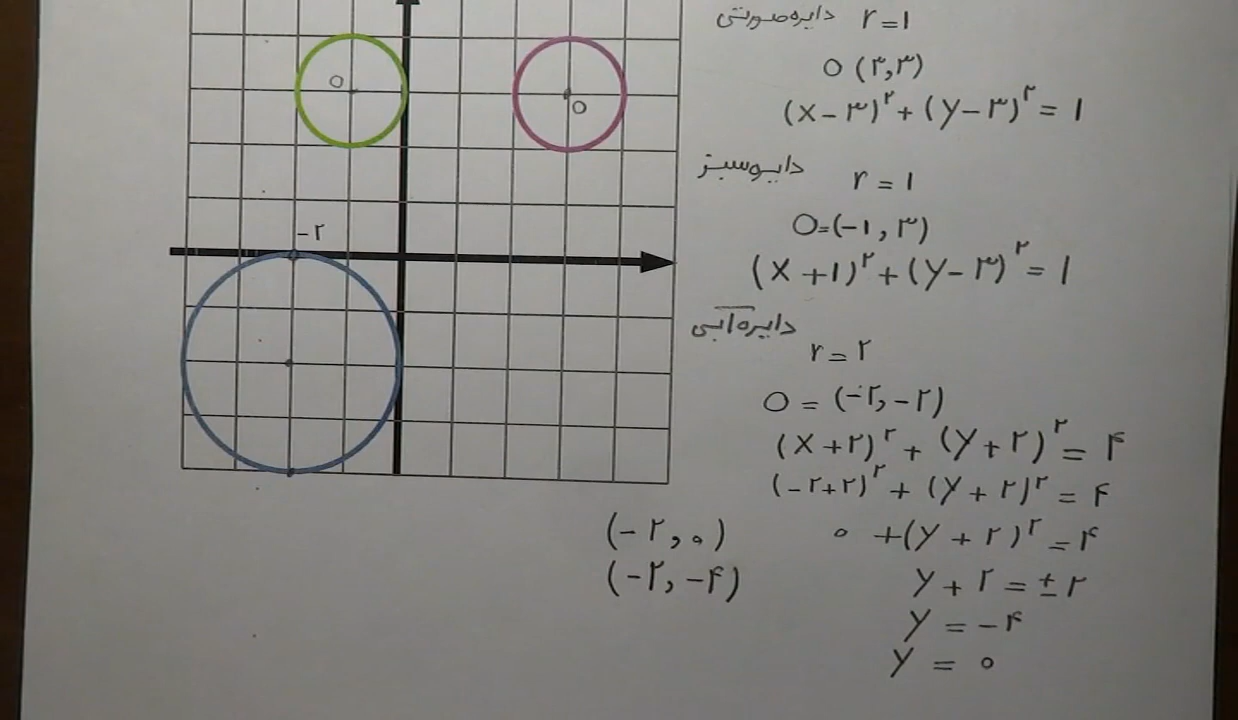 دایره صورتی r = ۱
O (۳,۳)
(x - ۳)^۲ + (y - ۳)^۲ = ۱
دایره سبز r = ۱
O = (-۱, ۳)
(x + ۱)^۲ + (y - ۳)^۲ = ۱
دایره آبی
r = ۲
O = (-۲, -۲)
(x + ۲)^۲ + (y + ۲)^۲ = ۴
(-۲+۲)^۲ + (y + ۲)^۲ = ۴
۰ + (y + ۲)^۲ = ۴
y + ۲ = ± ۲
y = -۴
y = ۰
(-۲, ۰)
(-۲, -۴)
O
O
-۲